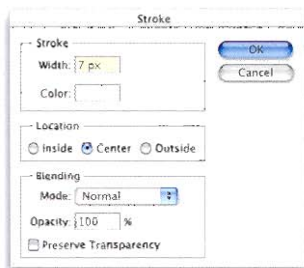 Stroke
Stroke
Width: 7 px
Color:
OK
Cancel
Location
Inside Center Outside
Blending
Mode: Normal
Opacity: 100 %
Preserve Transparency